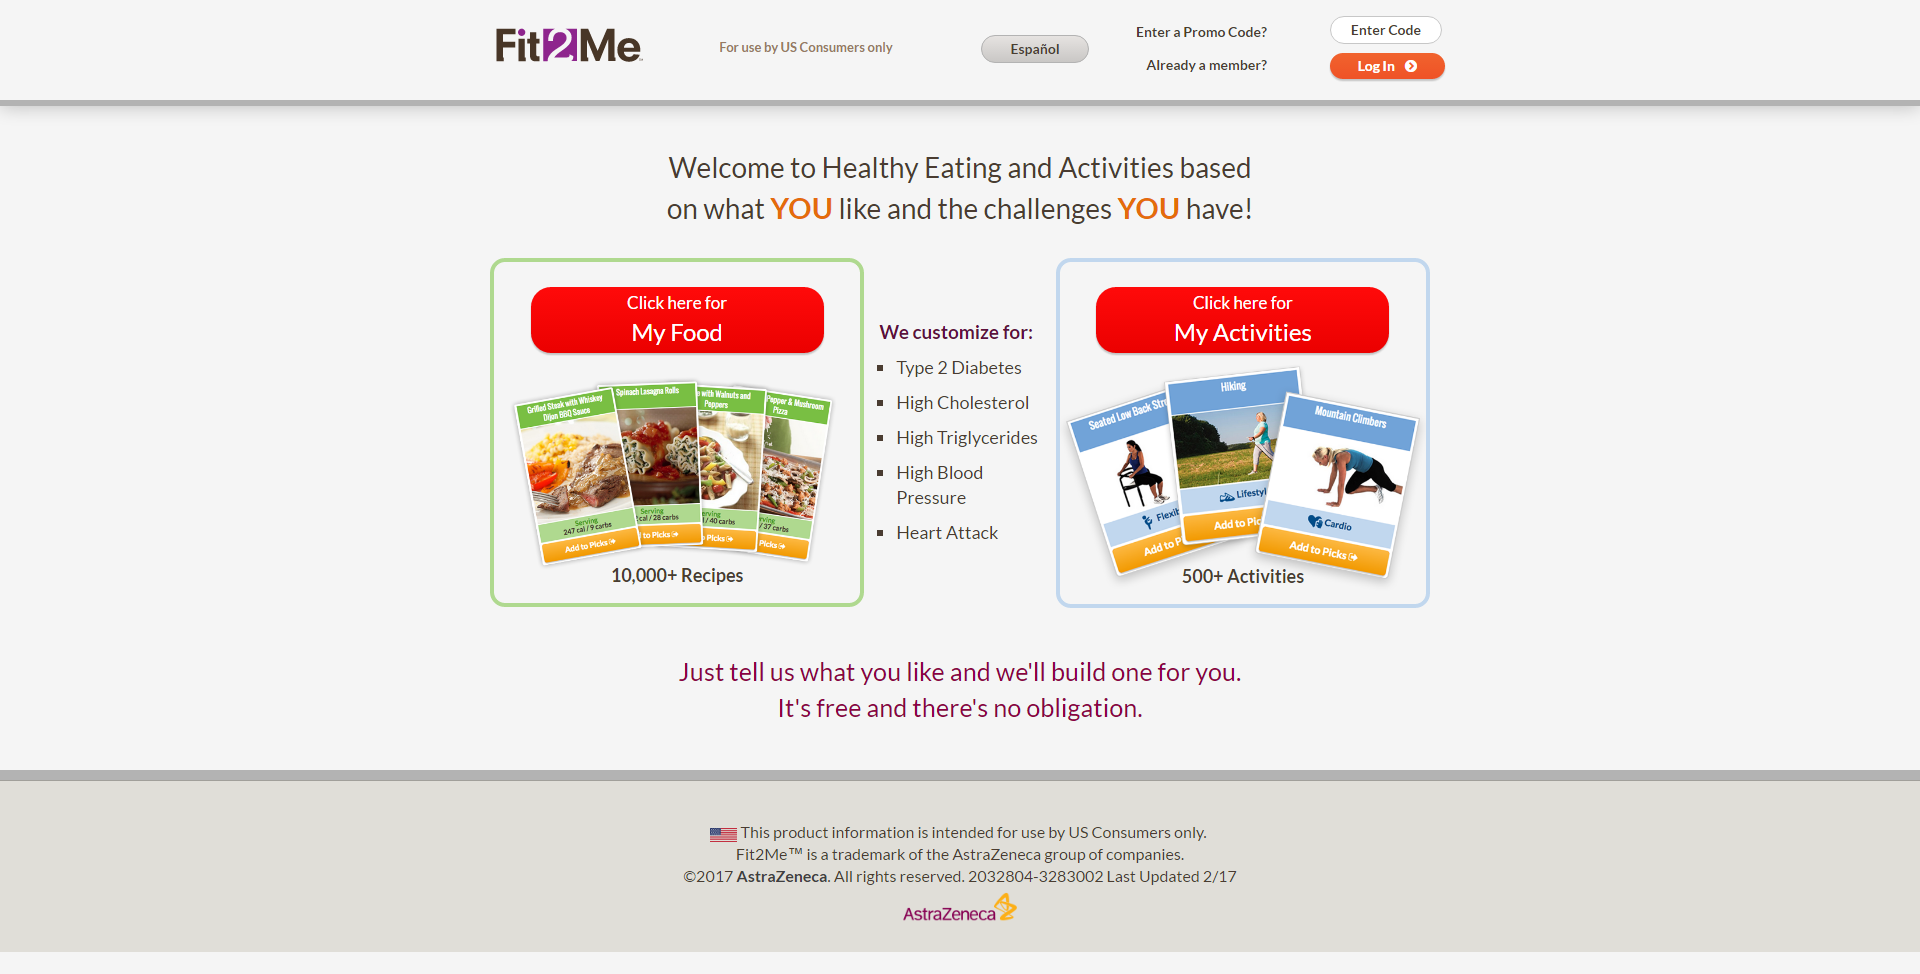 Fit2Me
For use by US Consumers only
Español
Enter a Promo Code?
Enter Code
Already a member?
Log In
Welcome to Healthy Eating and Activities based
on what YOU like and the challenges YOU have!
Click here for
My Food
Grilled Steak with Whiskey
Dijon BBQ Sauce
Serving
247 cal / 9 carbs
Add to Picks
Spinach Lasagna Rolls
Serving
cal / 28 carbs
to Picks
with Walnuts and
Peppers
/ 40 carbs
Picks
Pepper & Mushroom
Pizza
/ 37 carbs
Picks
10,000+ Recipes
We customize for:
Type 2 Diabetes
High Cholesterol
High Triglycerides
High Blood
Pressure
Heart Attack
Click here for
My Activities
Seated Low Back
Add to
Hiking
Add to
Mountain Climbers
Cardio
Add to Picks
500+ Activities
Just tell us what you like and we'll build one for you.
It's free and there's no obligation.
This product information is intended for use by US Consumers only.
Fit2Me™ is a trademark of the AstraZeneca group of companies.
©2017 AstraZeneca. All rights reserved. 2032804-3283002 Last Updated 2/17
AstraZeneca